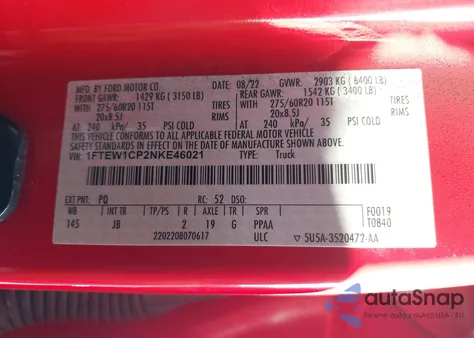 MFD. BY FORD MOTOR CO. 08/22 GVWR: 2903 KG ( 6400 LB)
FRONT GAWR: 1429 KG ( 3150 LB) REAR GAWR: 1542 KG ( 3400 LB)
275/60R20 115T WITH 275/60R20 115T
20x8.5J 20x8.5J
AT 240 kPa/ 35 PSI COLD AT 240 kPa/ 35 PSI COLD
THIS VEHICLE CONFORMS TO ALL APPLICABLE FEDERAL MOTOR VEHICLE
SAFETY STANDARDS IN EFFECT ON THE DATE OF MANUFACTURE SHOWN ABOVE.
VIN: 1FTEW1CP2NKE46021 TYPE: Truck
EXT PNT: PQ RC: 52 DSO:
WB INT TR TP/PS R AXLE TR SPR F0019
145 JB 2 19 G PPAA T0840
2202208070617 ULC 5U5A-3520472-AA
autoSnap